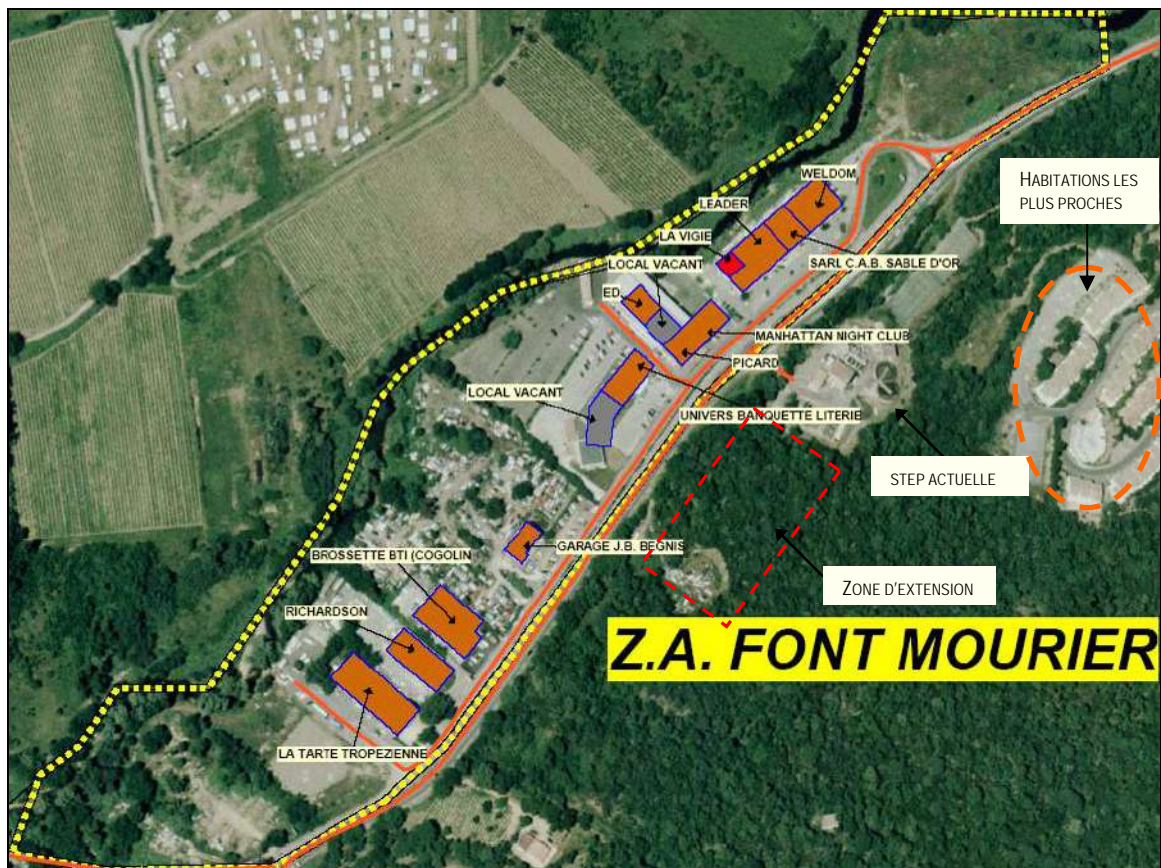 HABITATIONS LES
PLUS PROCHES
WELDOM
LEADER
LA VIGIE
LOCAL VACANT
SARL C.A.B. SABLE D'OR
ED
MANHATTAN NIGHT CLUB
PICARD
LOCAL VACANT
UNIVERS BANQUETTE LITERIE
STEP ACTUELLE
GARAGE J.B. BEGNIS
BROSSETTE BTI (COGOLIN
ZONE D'EXTENSION
RICHARDSON
Z.A. FONT MOURIER
LA TARTE TROPEZIENNE